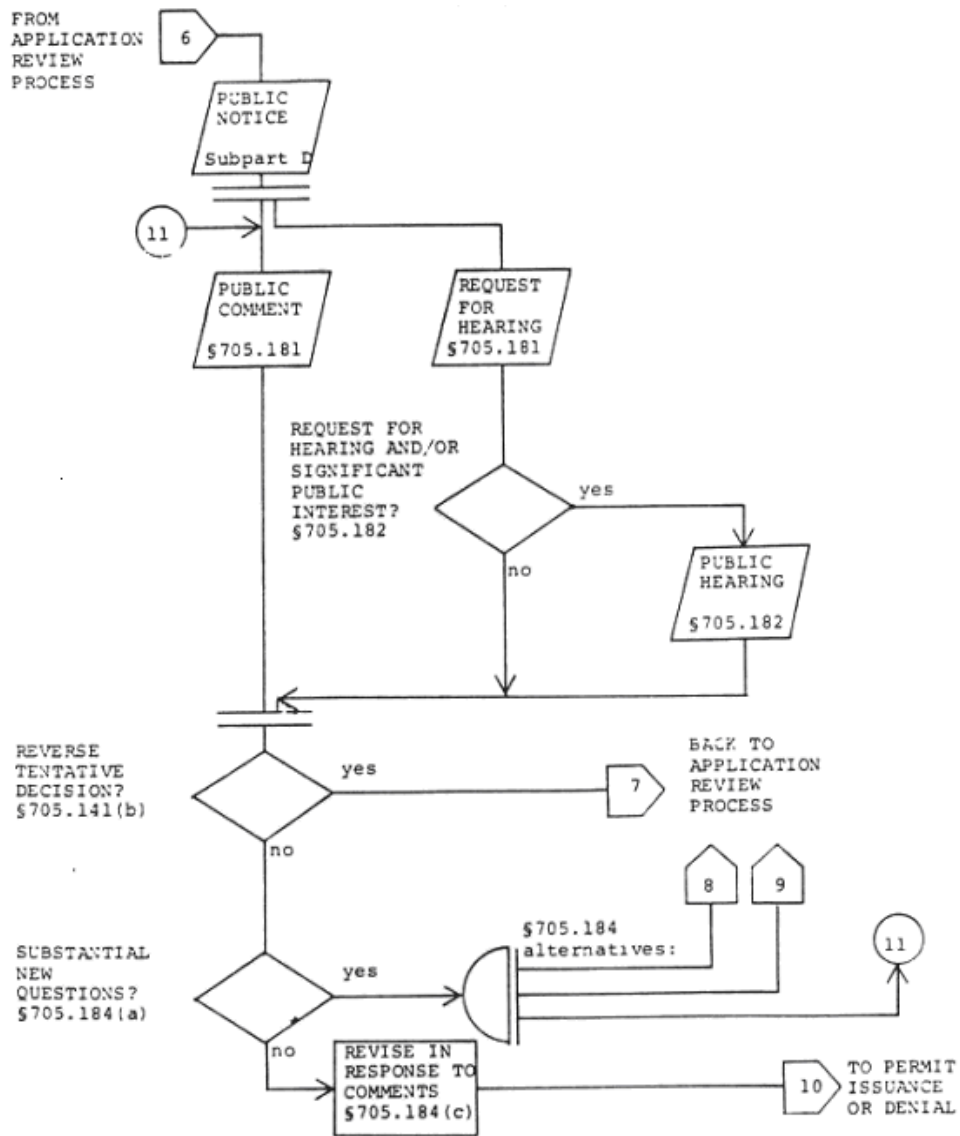 FROM
APPLICATION
REVIEW
PROCESS
6
PUBLIC
NOTICE
Subpart D
11
PUBLIC
COMMENT
§705.181
REQUEST
FOR
HEARING
§705.181
REQUEST FOR
HEARING AND/OR
SIGNIFICANT
PUBLIC
INTEREST?
§705.182
yes
no
PUBLIC
HEARING
§705.182
REVERSE
TENTATIVE
DECISION?
§705.141(b)
yes
no
7
BACK TO
APPLICATION
REVIEW
PROCESS
8
9
§705.184
alternatives:
11
SUBSTANTIAL
NEW
QUESTIONS?
§705.184(a)
yes
no
REVISE IN
RESPONSE TO
COMMENTS
§705.184(c)
10
TO PERMIT
ISSUANCE
OR DENIAL